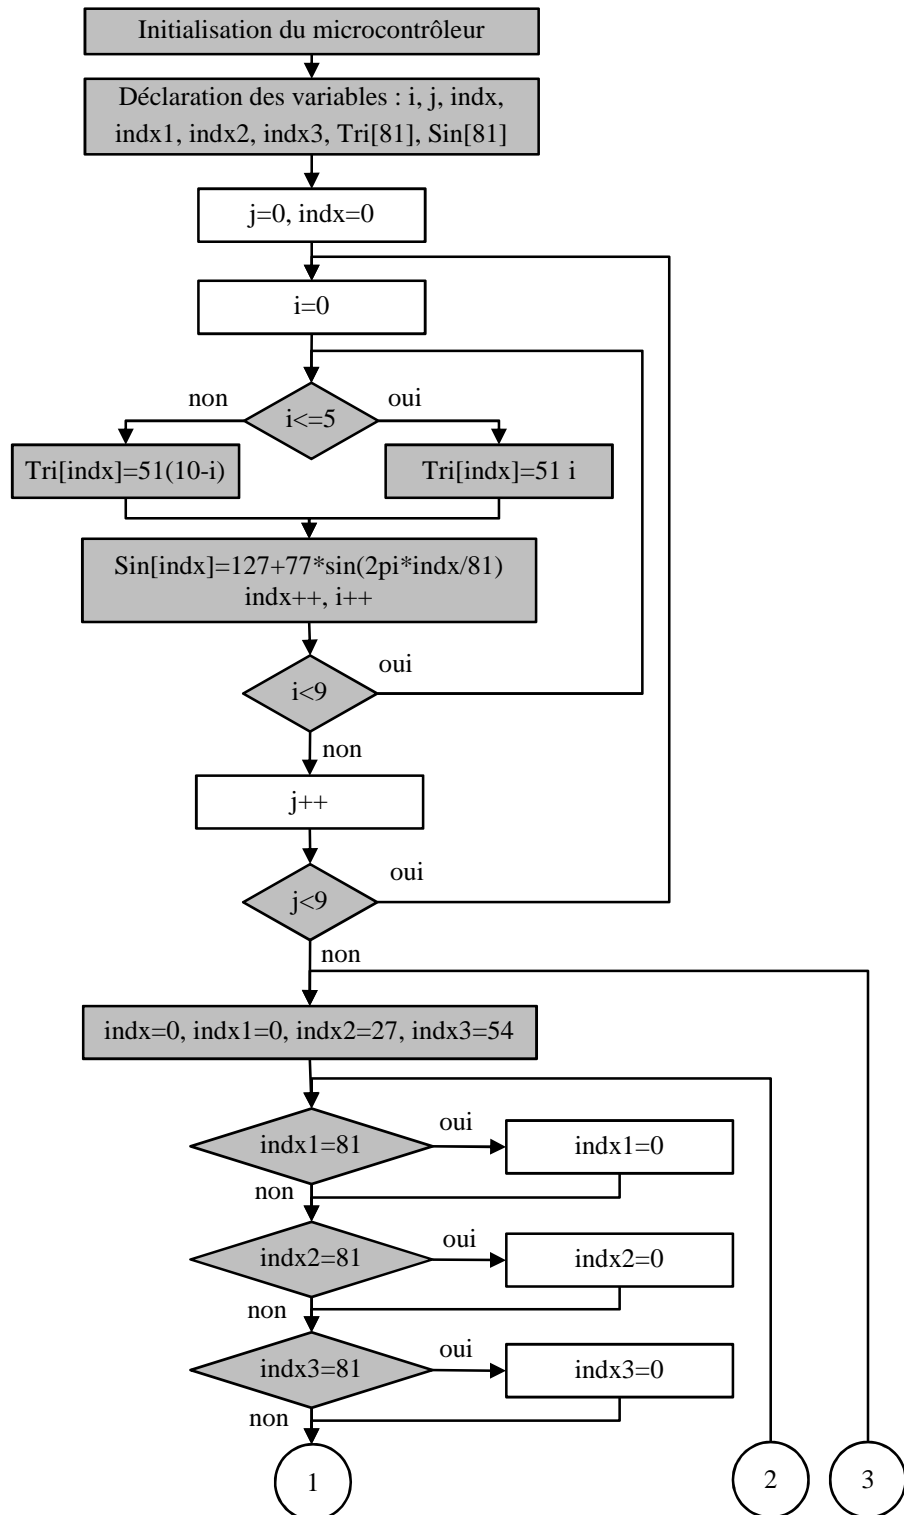 Initialisation du microcontrôleur
Déclaration des variables : i, j, indx,
indx1, indx2, indx3, Tri[81], Sin[81]
j=0, indx=0
i=0
non
oui
i<=5
Tri[indx]=51(10-i)
Tri[indx]=51 i
Sin[indx]=127+77*sin(2pi*indx/81)
indx++, i++
oui
i<9
non
j++
oui
j<9
non
indx=0, indx1=0, indx2=27, indx3=54
oui
indx1=81
indx1=0
non
oui
indx2=81
indx2=0
non
oui
indx3=81
indx3=0
non
1
2
3